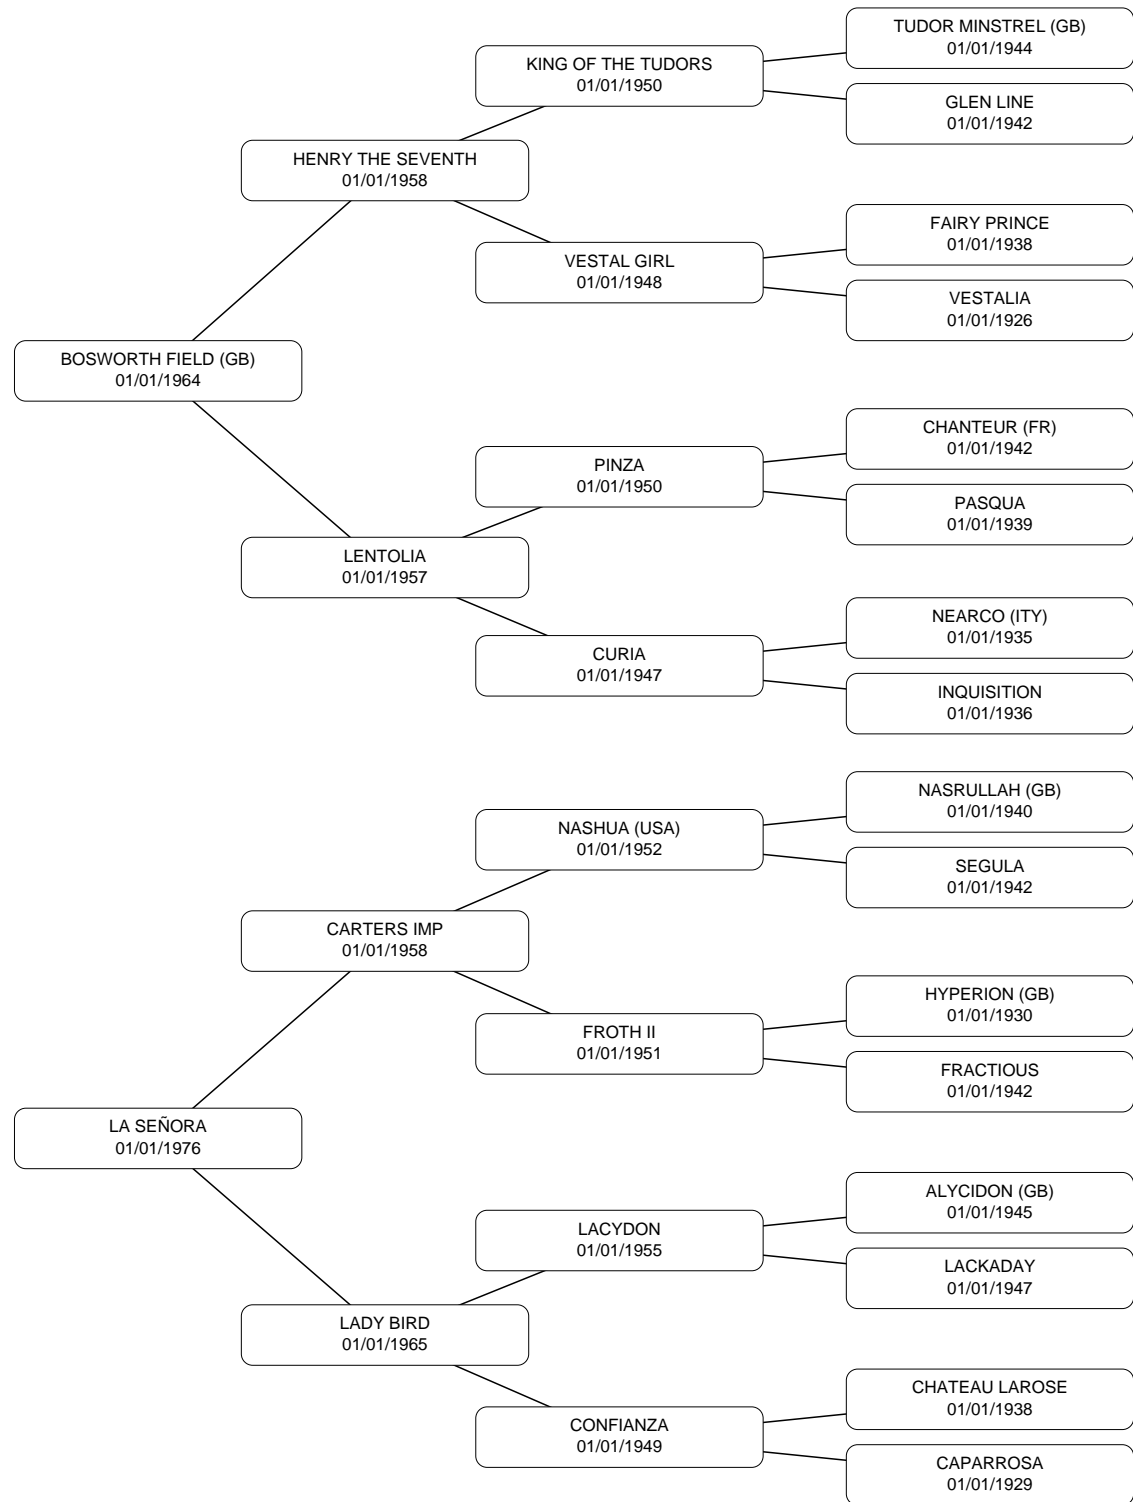 TUDOR MINSTREL (GB)
01/01/1944
KING OF THE TUDORS
01/01/1950
GLEN LINE
01/01/1942
HENRY THE SEVENTH
01/01/1958
FAIRY PRINCE
01/01/1938
VESTAL GIRL
01/01/1948
VESTALIA
01/01/1926
BOSWORTH FIELD (GB)
01/01/1964
CHANTEUR (FR)
01/01/1942
PINZA
01/01/1950
PASQUA
01/01/1939
LENTOLIA
01/01/1957
NEARCO (ITY)
01/01/1935
CURIA
01/01/1947
INQUISITION
01/01/1936
NASRULLAH (GB)
01/01/1940
NASHUA (USA)
01/01/1952
SEGULA
01/01/1942
CARTERS IMP
01/01/1958
HYPERION (GB)
01/01/1930
FROTH II
01/01/1951
FRACTIOUS
01/01/1942
LA SEÑORA
01/01/1976
ALYCIDON (GB)
01/01/1945
LACYDON
01/01/1955
LACKADAY
01/01/1947
LADY BIRD
01/01/1965
CHATEAU LAROSE
01/01/1938
CONFIANZA
01/01/1949
CAPARROSA
01/01/1929